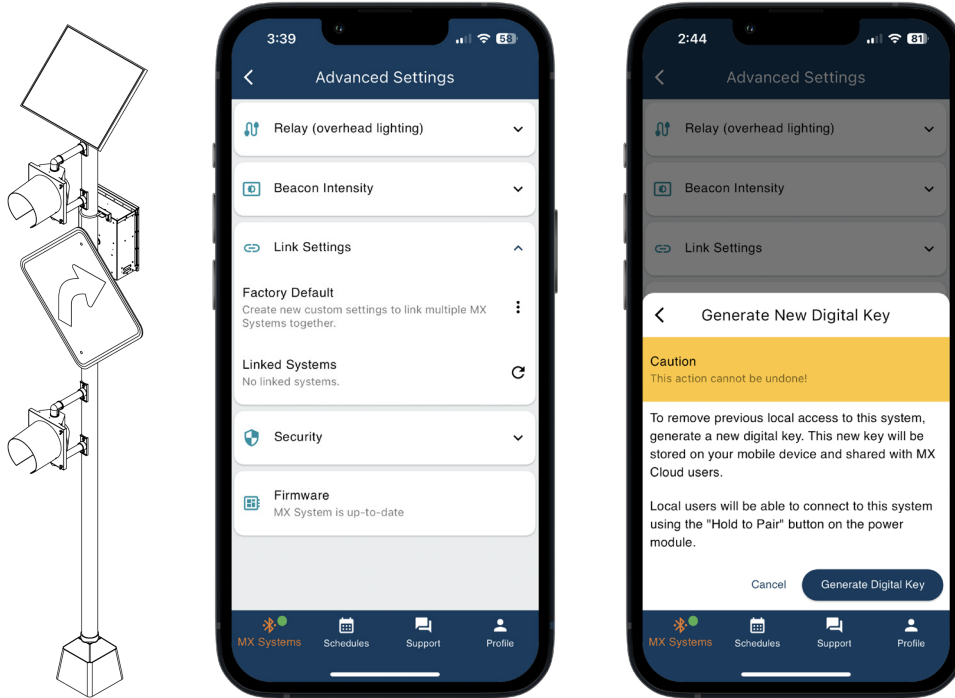 3:39
58
Advanced Settings
Relay (overhead lighting)
Beacon Intensity
Link Settings
Factory Default
Create new custom settings to link multiple MX
Systems together.
Linked Systems
No linked systems.
Security
Firmware
MX System is up-to-date
MX Systems
Schedules
Support
Profile
2:44
81
Advanced Settings
Relay (overhead lighting)
Beacon Intensity
Link Settings
Generate New Digital Key
Caution
This action cannot be undone!
To remove previous local access to this system,
generate a new digital key. This new key will be
stored on your mobile device and shared with MX
Cloud users.
Local users will be able to connect to this system
using the "Hold to Pair" button on the power
module.
Cancel
Generate Digital Key
MX Systems
Schedules
Support
Profile